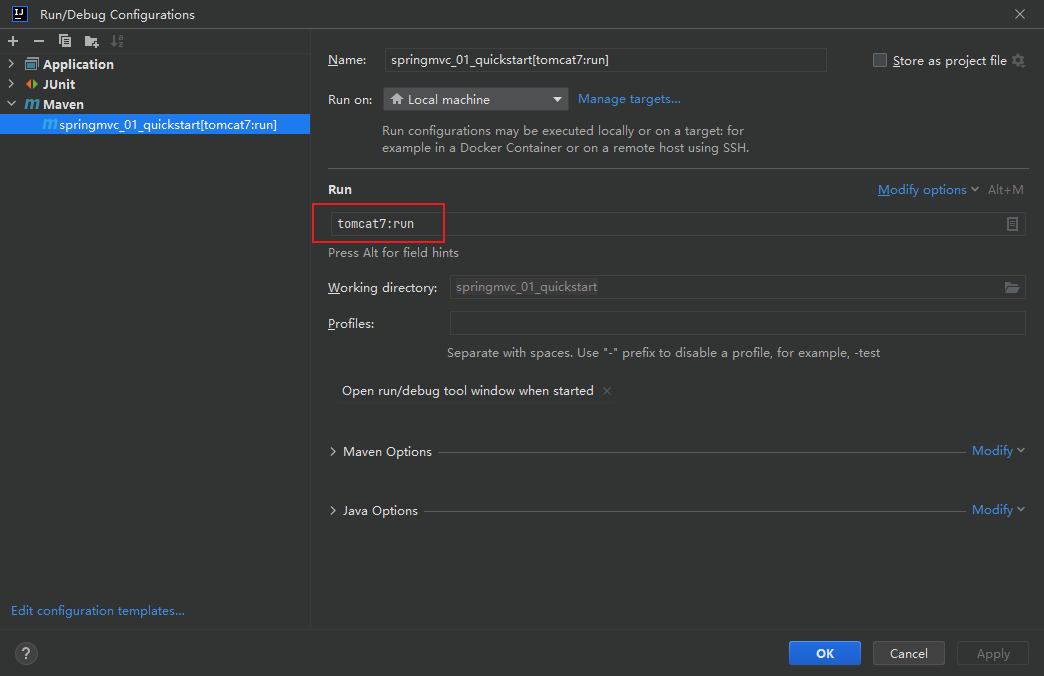 Run/Debug Configurations
Application
JUnit
Maven
springmvc_01_quickstart[tomcat7:run]
Name:
springmvc_01_quickstart[tomcat7:run]
Store as project file
Run on:
Local machine
Manage targets...
Run configurations may be executed locally or on a target: for
example in a Docker Container or on a remote host using SSH.
Run
Modify options
Alt+M
tomcat7:run
Press Alt for field hints
Working directory:
springmvc_01_quickstart
Profiles:
Separate with spaces. Use "-" prefix to disable a profile, for example, -test
Open run/debug tool window when started
Maven Options
Modify
Java Options
Modify
Edit configuration templates...
?
OK
Cancel
Apply